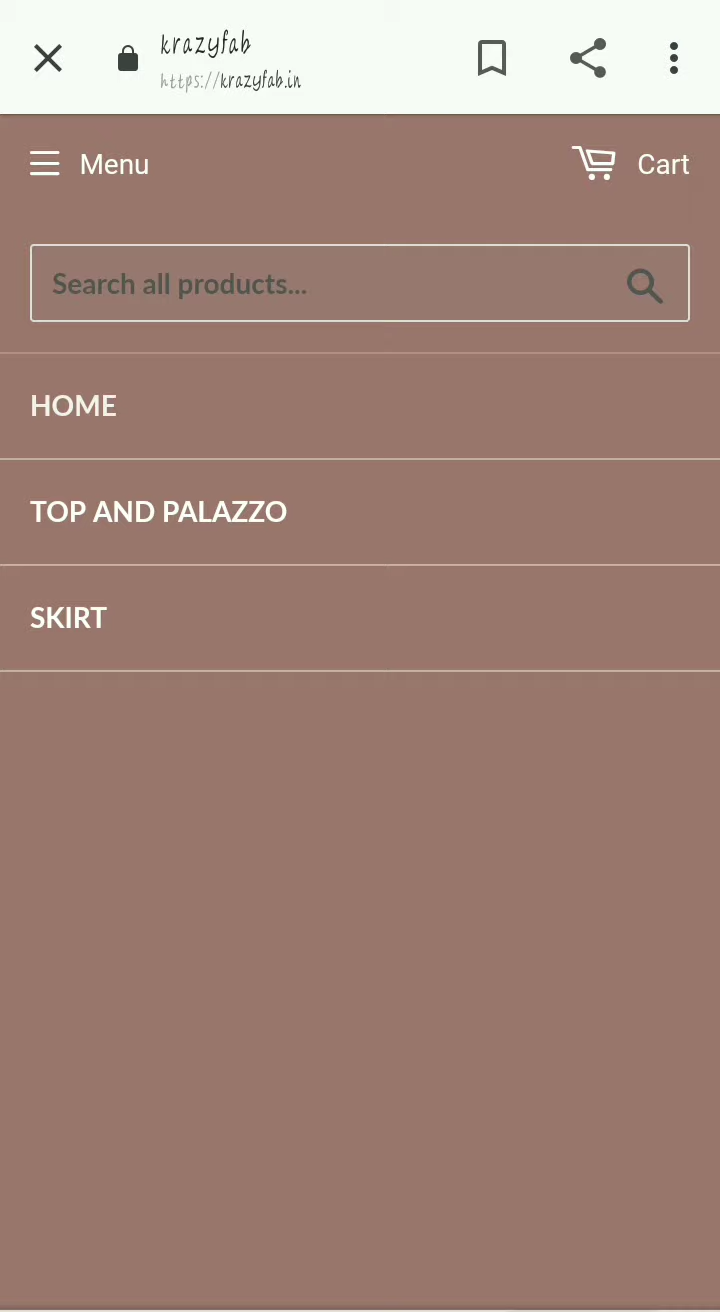 krazyfab
https://krazyfab.in
Menu
Cart
Search all products...
HOME
TOP AND PALAZZO
SKIRT